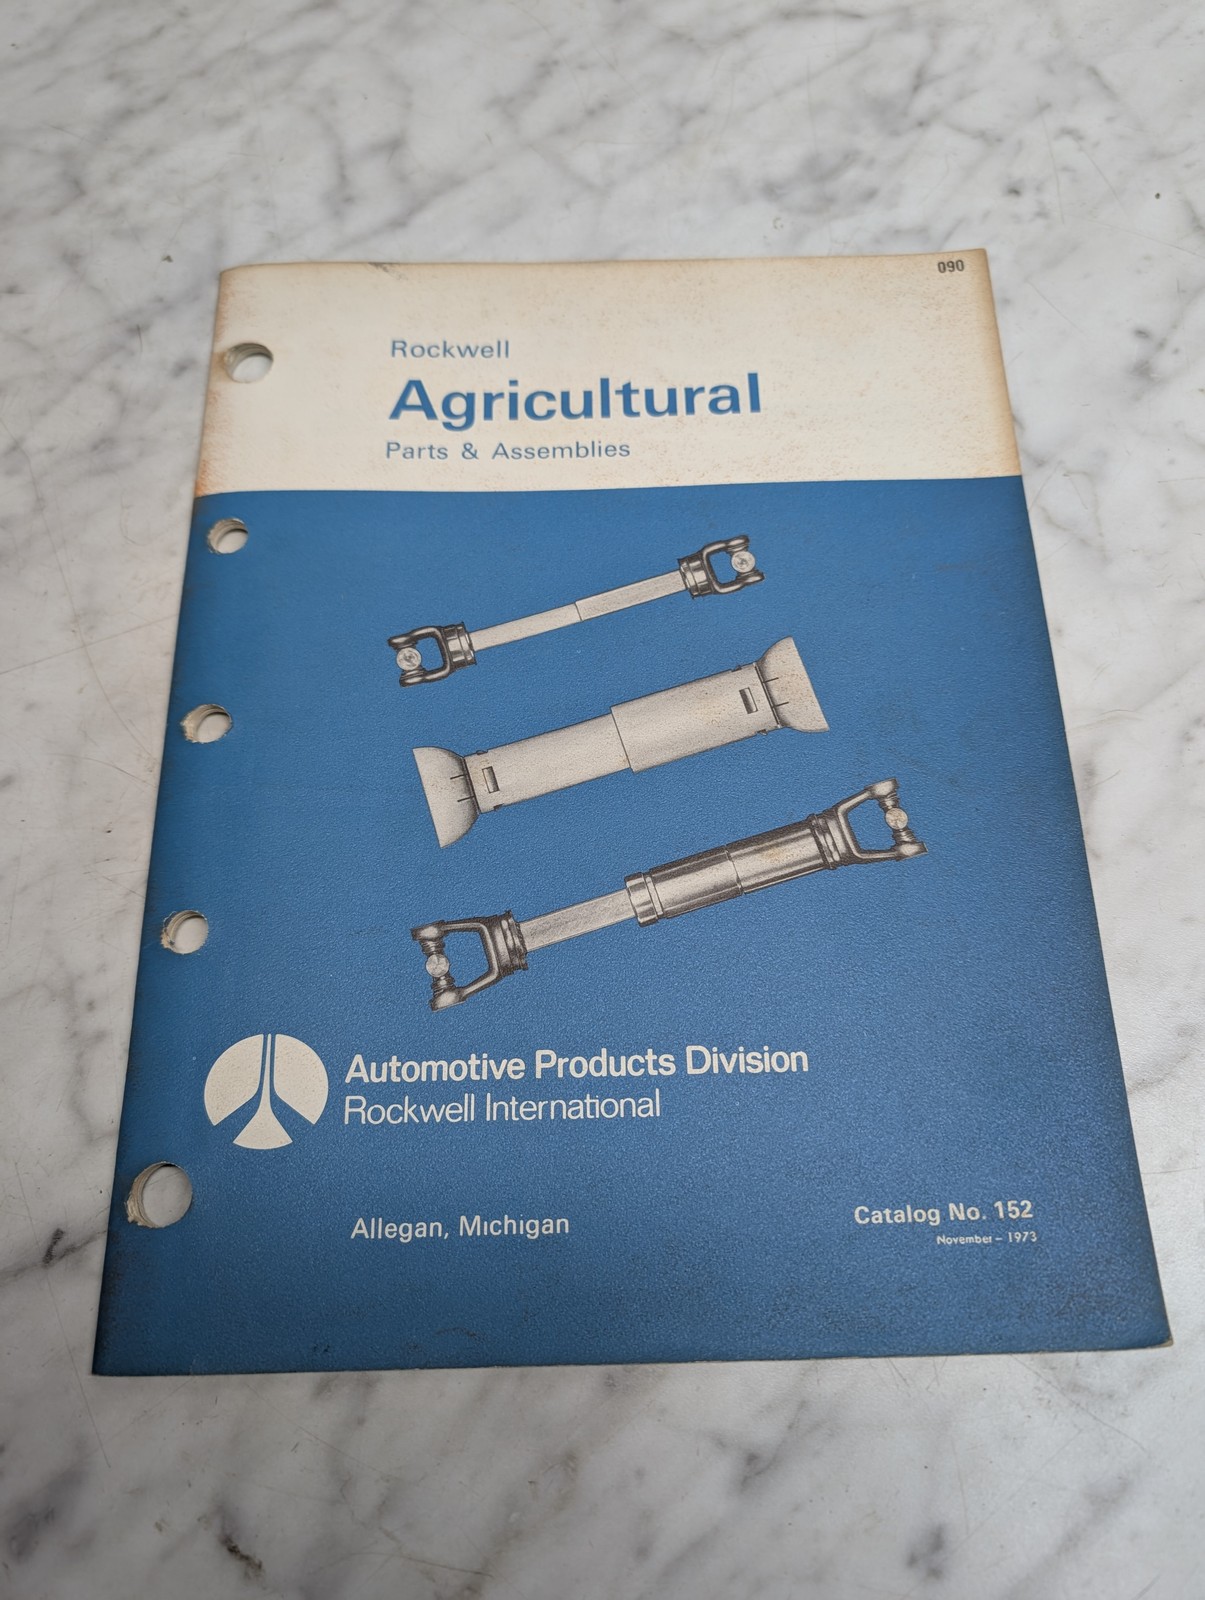 090
Rockwell
Agricultural
Parts & Assemblies
Automotive Products Division
Rockwell International
Allegan, Michigan
Catalog No. 152
November - 1973